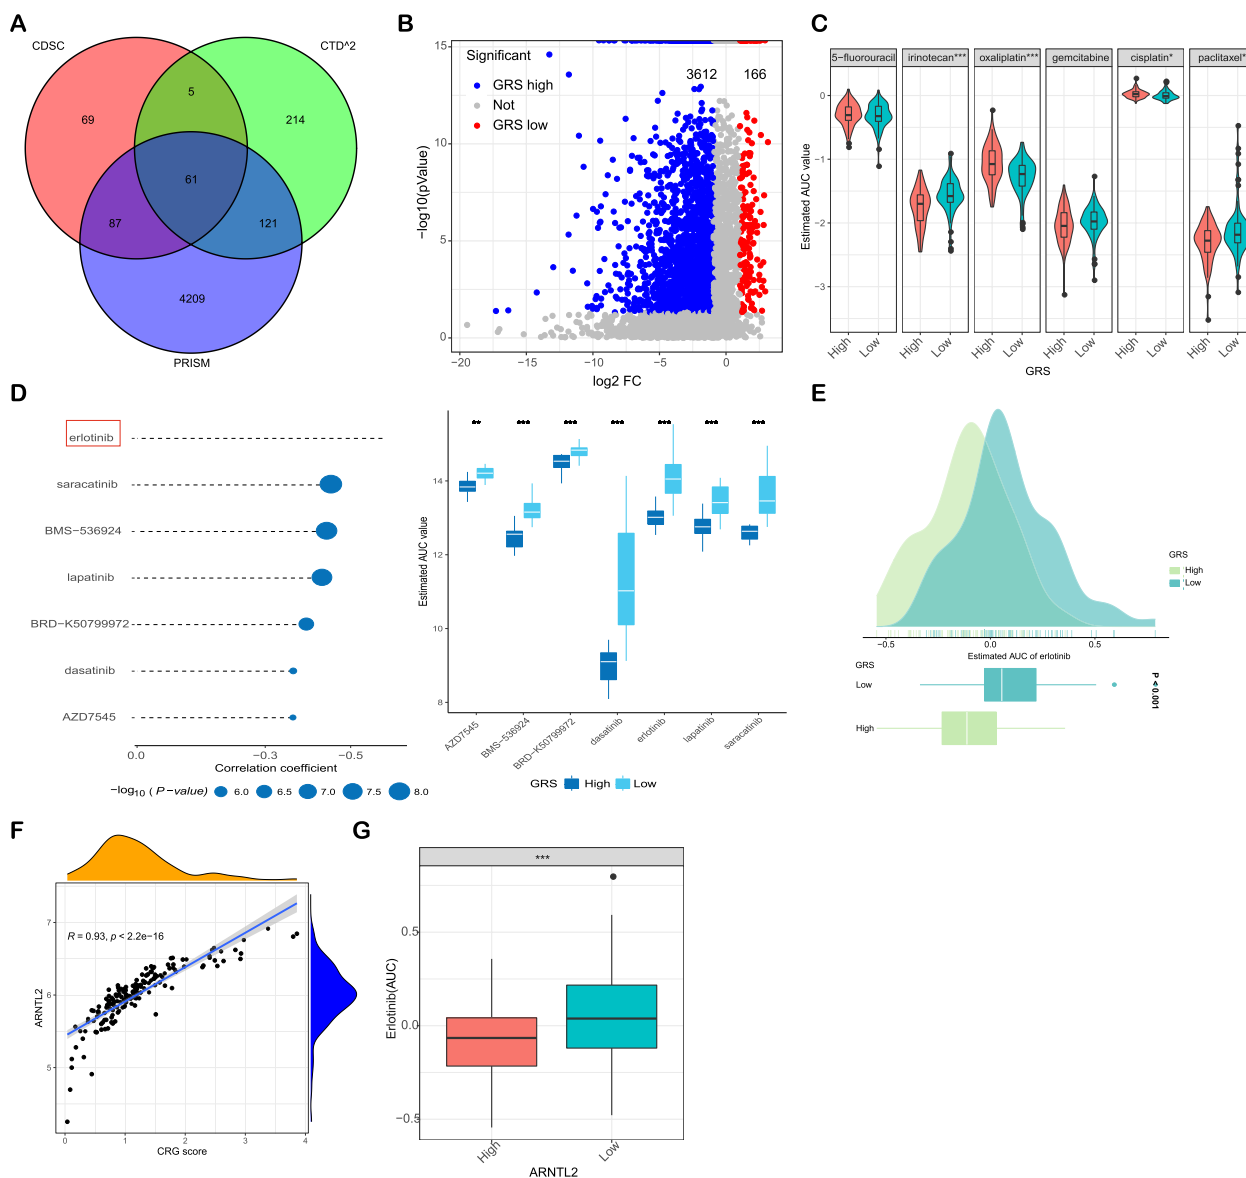 A
CDSC
CTD^2
5
69
214
61
87
121
4209
PRISM
B
Significant
GRS high
Not
GRS low
3612
166
15
10
5
0
−log10(pValue)
−20
−15
−10
−5
0
5
log2 FC
C
5−fluorouracil
irinotecan***
oxaliplatin***
gemcitabine
cisplatin*
paclitaxel*
0
−1
−2
−3
Estimated AUC value
High
Low
High
Low
High
Low
High
Low
High
Low
High
Low
GRS
D
erlotinib
saracatinib
BMS−536924
lapatinib
BRD−K50799972
dasatinib
AZD7545
0.0
−0.3
−0.5
Correlation coefficient
−log10 ( P −value)
6.0
6.5
7.0
7.5
8.0
**
***
***
***
***
***
***
14
12
10
8
Estimated AUC value
AZD7545
BMS−536924
BRD−K50799972
dasatinib
erlotinib
lapatinib
saracatinib
GRS
High
Low
E
GRS
High
Low
−0.5
0.0
0.5
Estimated AUC of erlotinib
GRS
Low
High
P < 0.001
F
R = 0.93, p < 2.2e−16
7
6
5
ARNTL2
0
1
2
3
4
CRG score
G
***
0.5
0.0
−0.5
Erlotinib(AUC)
High
Low
ARNTL2